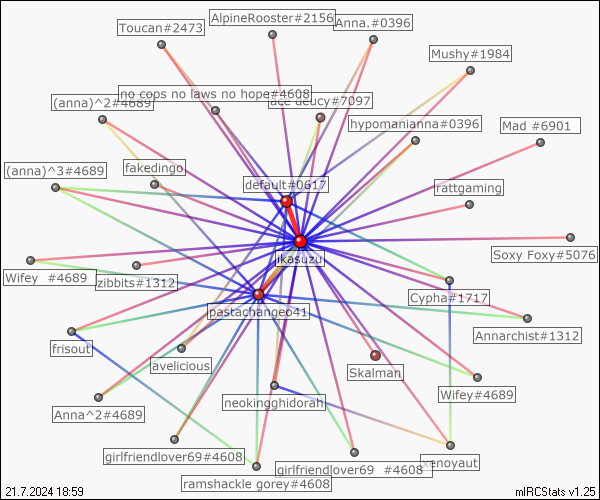 AlpineRooster#2156
Toucan#2473
Anna.#0396
Mushy#1984
no cops no laws no hope#4608
(anna)^2#4689
ace deucy#7097
hypomanianna#0396
Mad #6901
(anna)^3#4689
fakedingo
default#0617
rattgaming
Soxy Foxy#5076
ikasuzu
Wifey #4689
zibbits#1312
Cypha#1717
pastachangeo41
Annarchist#1312
frisout
avelicious
Skalman
Wifey#4689
neokingghidorah
Anna^2#4689
girlfriendlover69#4608
girlfriendlover69 #4608
xenoyaut
ramshackle gorey#4608
21.7.2024 18:59
mIRCStats v1.25